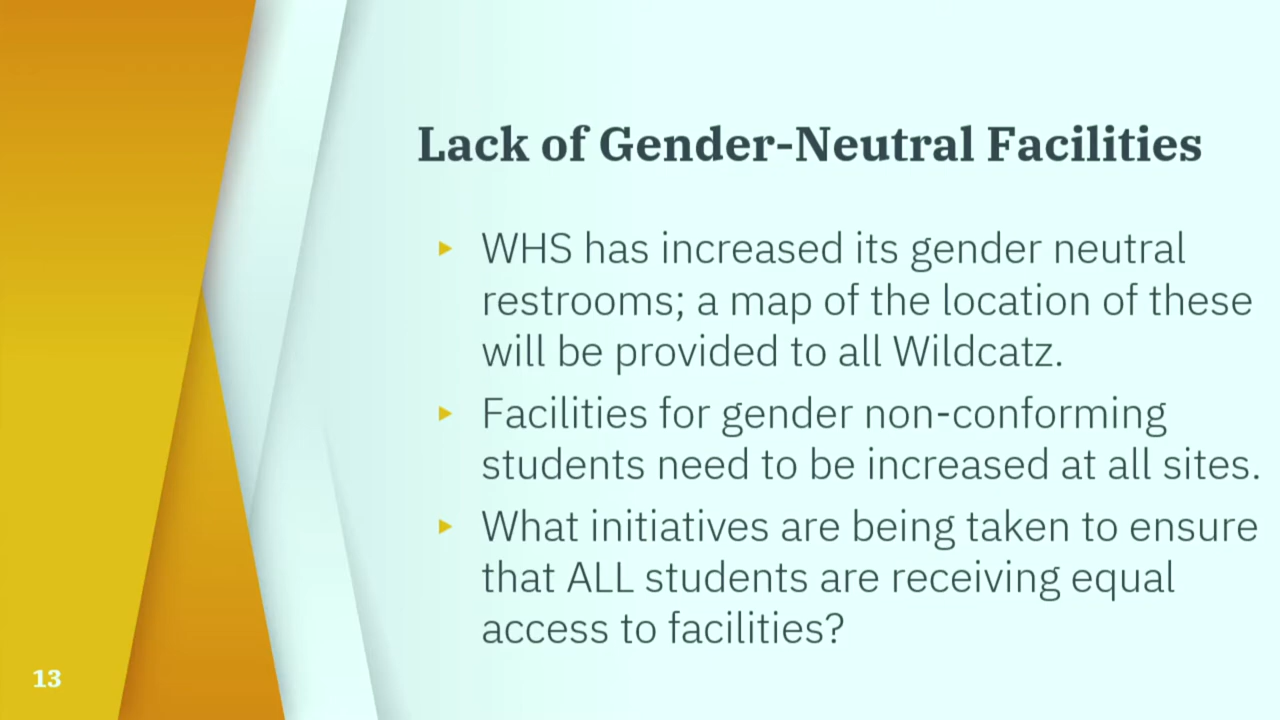 Lack of Gender-Neutral Facilities
WHS has increased its gender neutral
restrooms; a map of the location of these
will be provided to all Wildcatz.
Facilities for gender non-conforming
students need to be increased at all sites.
What initiatives are being taken to ensure
that ALL students are receiving equal
access to facilities?
13